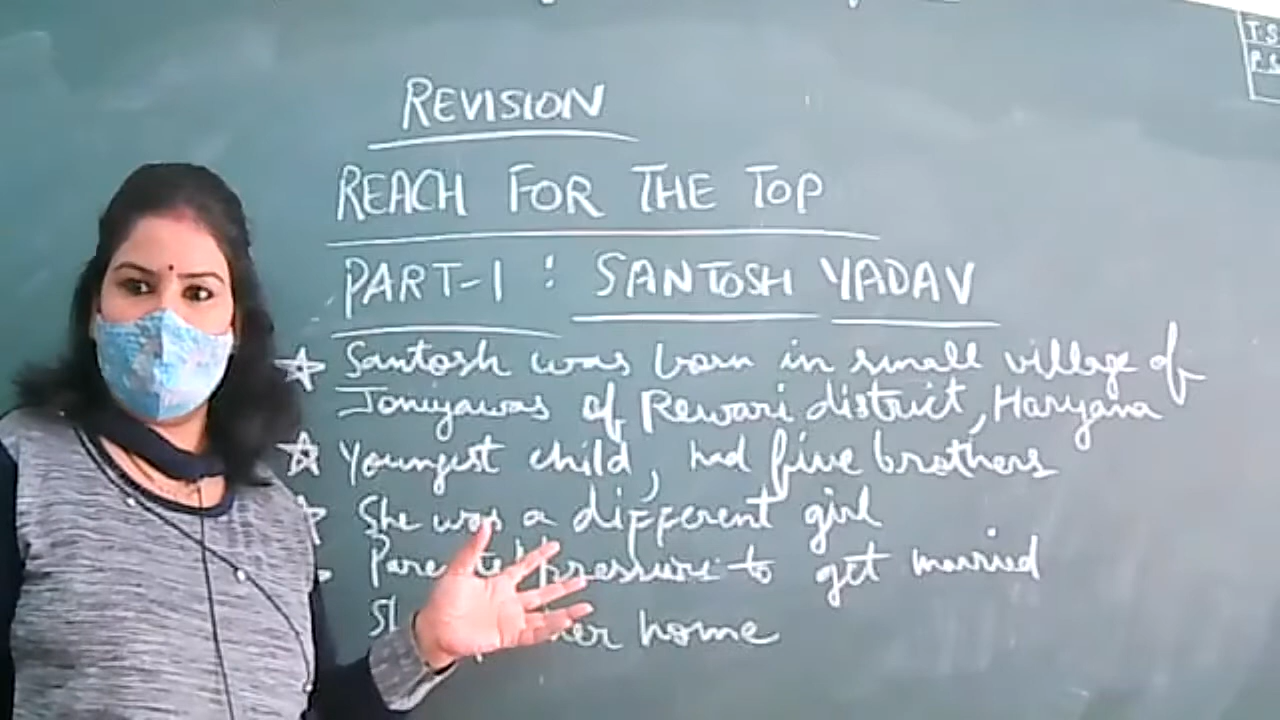 REVISION
REACH FOR THE TOP
PART-1 : SANTOSH YADAV
☆ Santosh was born in small village of
Joniyawas of Rewari district, Haryana
☆ Youngest child, had five brothers
☆ She was a different girl
pressure to get married
home
T S